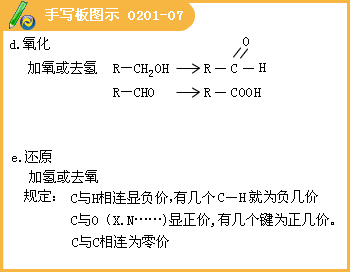 手写板图示 0201-07
d.氧化
O
加氧或去氢 R—CH₂OH → R — C — H
R—CHO → R — COOH
e.还原
加氢或去氧
规定: C与H相连显负价,有几个C—H就为负几价
C与O(X.N……)显正价,有几个键为正几价。
C与C相连为零价